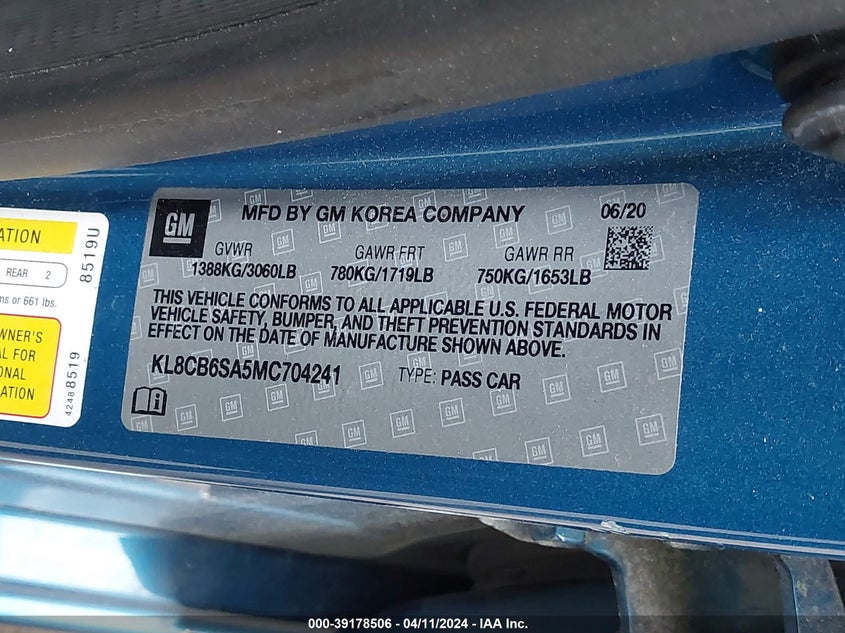 GM
MFD BY GM KOREA COMPANY
06/20
GVWR
1388KG/3060LB
GAWR FRT
780KG/1719LB
GAWR RR
750KG/1653LB
THIS VEHICLE CONFORMS TO ALL APPLICABLE U.S. FEDERAL MOTOR
VEHICLE SAFETY, BUMPER, AND THEFT PREVENTION STANDARDS IN
EFFECT ON THE DATE OF MANUFACTURE SHOWN ABOVE.
KL8CB6SA5MC704241
TYPE: PASS CAR
ATION
REAR 2
ns or 661 lbs.
WNER'S
AL FOR
IONAL
ATION
8519U
42488519
000-39178506 - 04/11/2024 - IAA Inc.